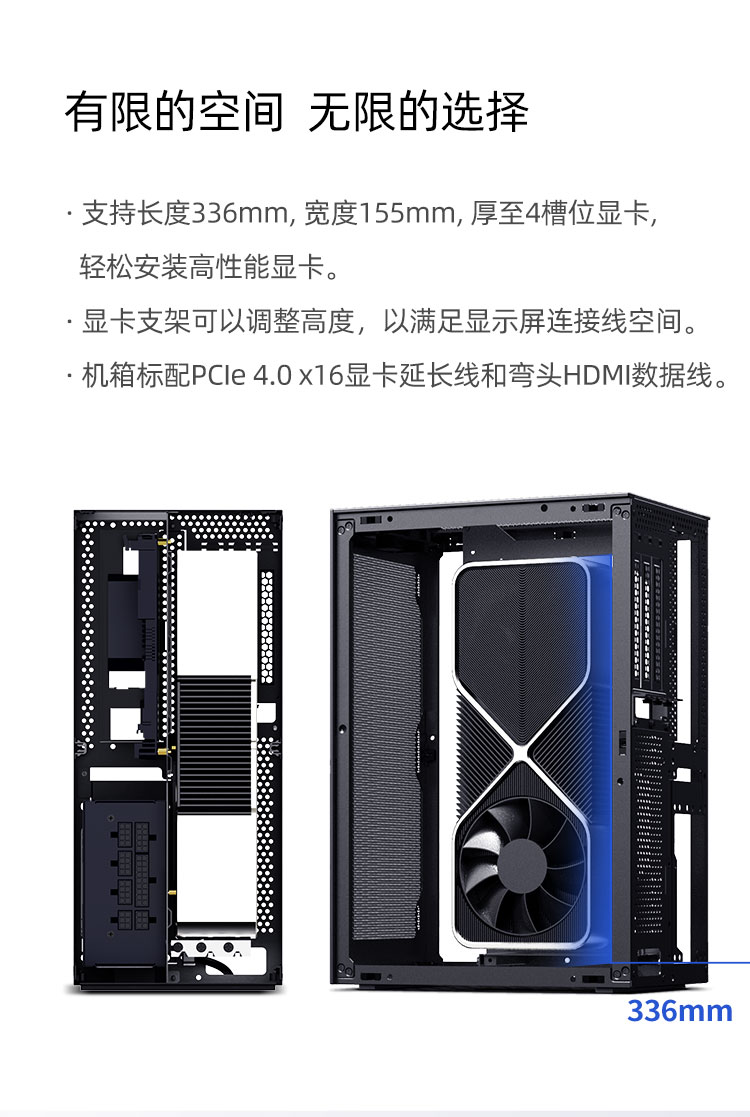 有限的空间 无限的选择
· 支持长度336mm, 宽度155mm, 厚至4槽位显卡,
轻松安装高性能显卡。
· 显卡支架可以调整高度，以满足显示屏连接线空间。
· 机箱标配PCIe 4.0 x16显卡延长线和弯头HDMI数据线。
336mm